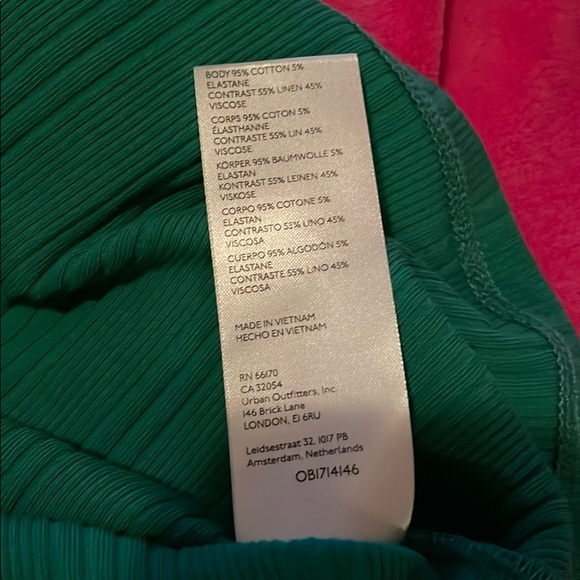 BODY 95% COTTON 5%
ELASTANE
CONTRAST 55% LINEN 45%
VISCOSE
CORPS 95% COTON 5%
ÉLASTHANNE
CONTRASTE 55% LIN 45%
VISCOSE
KÖRPER 95% BAUMWOLLE 5%
ELASTAN
KONTRAST 55% LEINEN 45%
VISKOSE
CORPO 95% COTONE 5%
ELASTAN
CONTRASTO 55% LINO 45%
VISCOSA
CUERPO 95% ALGODÓN 5%
ELASTANE
CONTRASTE 55% LINO 45%
VISCOSA
MADE IN VIETNAM
HECHO EN VIETNAM
RN 66170
CA 32054
Urban Outfitters, Inc.
146 Brick Lane
LONDON, E1 6RU
Leidsestraat 32, 1017 PB
Amsterdam, Netherlands
OB1714146